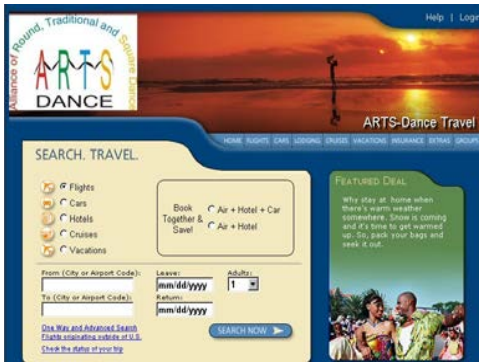 Help | Login
Alliance of Round, Traditional and Square Dance
ARTS
DANCE
ARTS-Dance Travel
HOME FLIGHTS CARS LODGING CRUISES VACATIONS INSURANCE EXTRAS GROUPS
SEARCH. TRAVEL.
Flights
Cars
Hotels
Cruises
Vacations
Book
Together &
Save!
Air + Hotel + Car
Air + Hotel
From (City or Airport Code):
Leave:
Adults:
mm/dd/yyyy
1
To (City or Airport Code):
Return:
mm/dd/yyyy
One Way and Advanced Search
Flights originating outside of U.S.
Check the status of your trip
SEARCH NOW
FEATURED DEAL
Why stay at home when
there's warm weather
somewhere. Snow is coming
and it's time to get warmed
up. So, pack your bags and
seek it out.